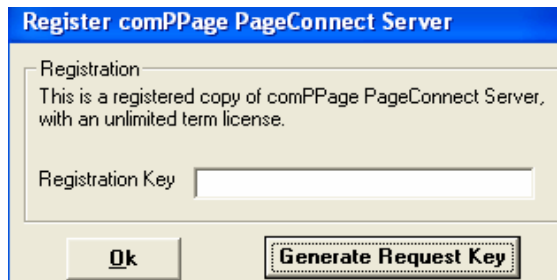 Register comPPage PageConnect Server
Registration
This is a registered copy of comPPage PageConnect Server,
with an unlimited term license.
Registration Key
Ok
Generate Request Key